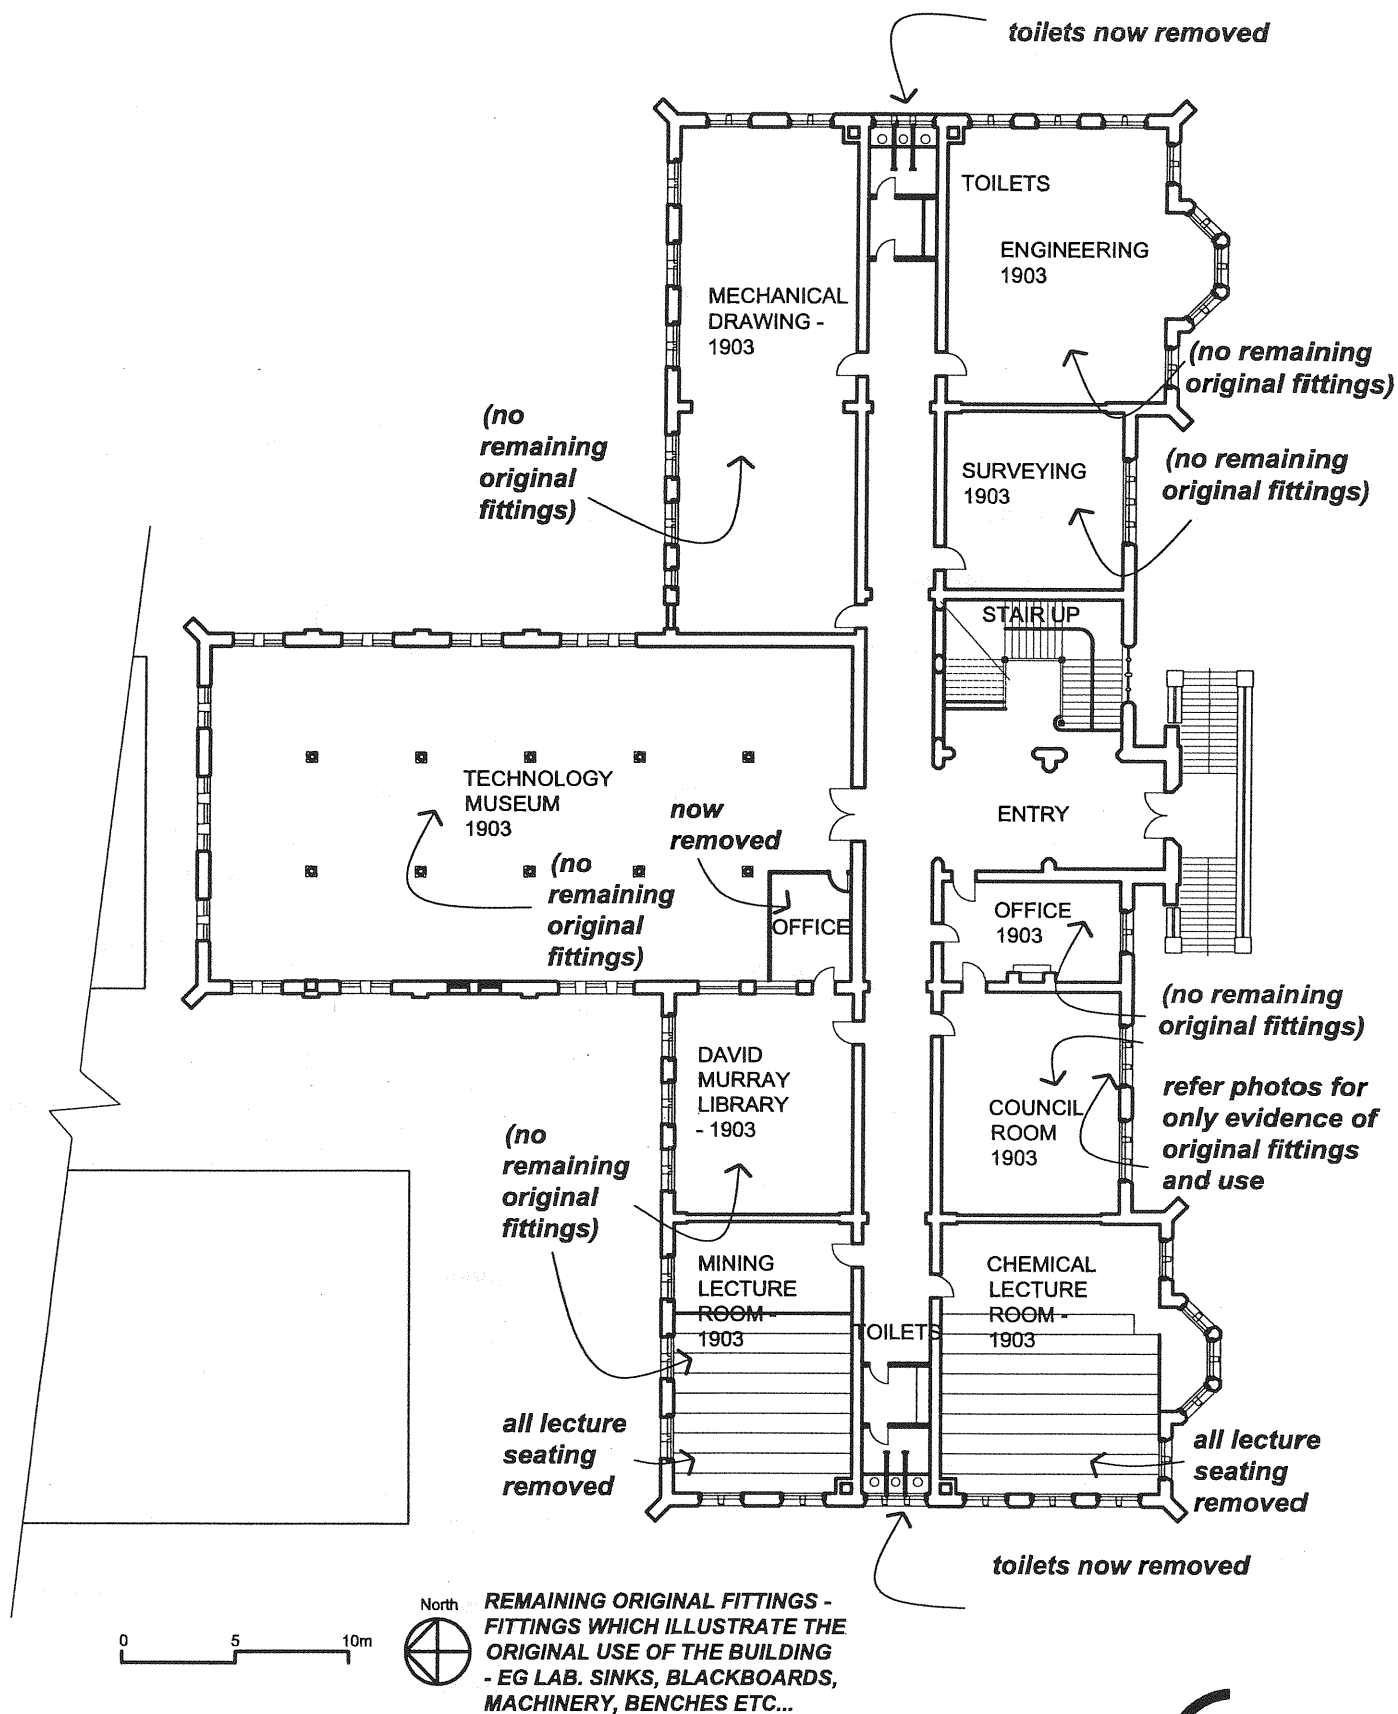 toilets now removed
TOILETS
ENGINEERING
1903
MECHANICAL
DRAWING -
1903
(no remaining
original fittings)
(no
remaining
original
fittings)
SURVEYING
1903
(no remaining
original fittings)
STAIR UP
TECHNOLOGY
MUSEUM
1903
now
removed
ENTRY
(no
remaining
original
fittings)
OFFICE
OFFICE
1903
(no remaining
original fittings)
DAVID
MURRAY
LIBRARY
- 1903
COUNCIL
ROOM
1903
refer photos for
only evidence of
original fittings
and use
(no
remaining
original
fittings)
MINING
LECTURE
ROOM -
1903
CHEMICAL
LECTURE
ROOM -
1903
TOILETS
all lecture
seating
removed
all lecture
seating
removed
toilets now removed
0 5 10m
North
REMAINING ORIGINAL FITTINGS -
FITTINGS WHICH ILLUSTRATE THE
ORIGINAL USE OF THE BUILDING
- EG LAB. SINKS, BLACKBOARDS,
MACHINERY, BENCHES ETC...